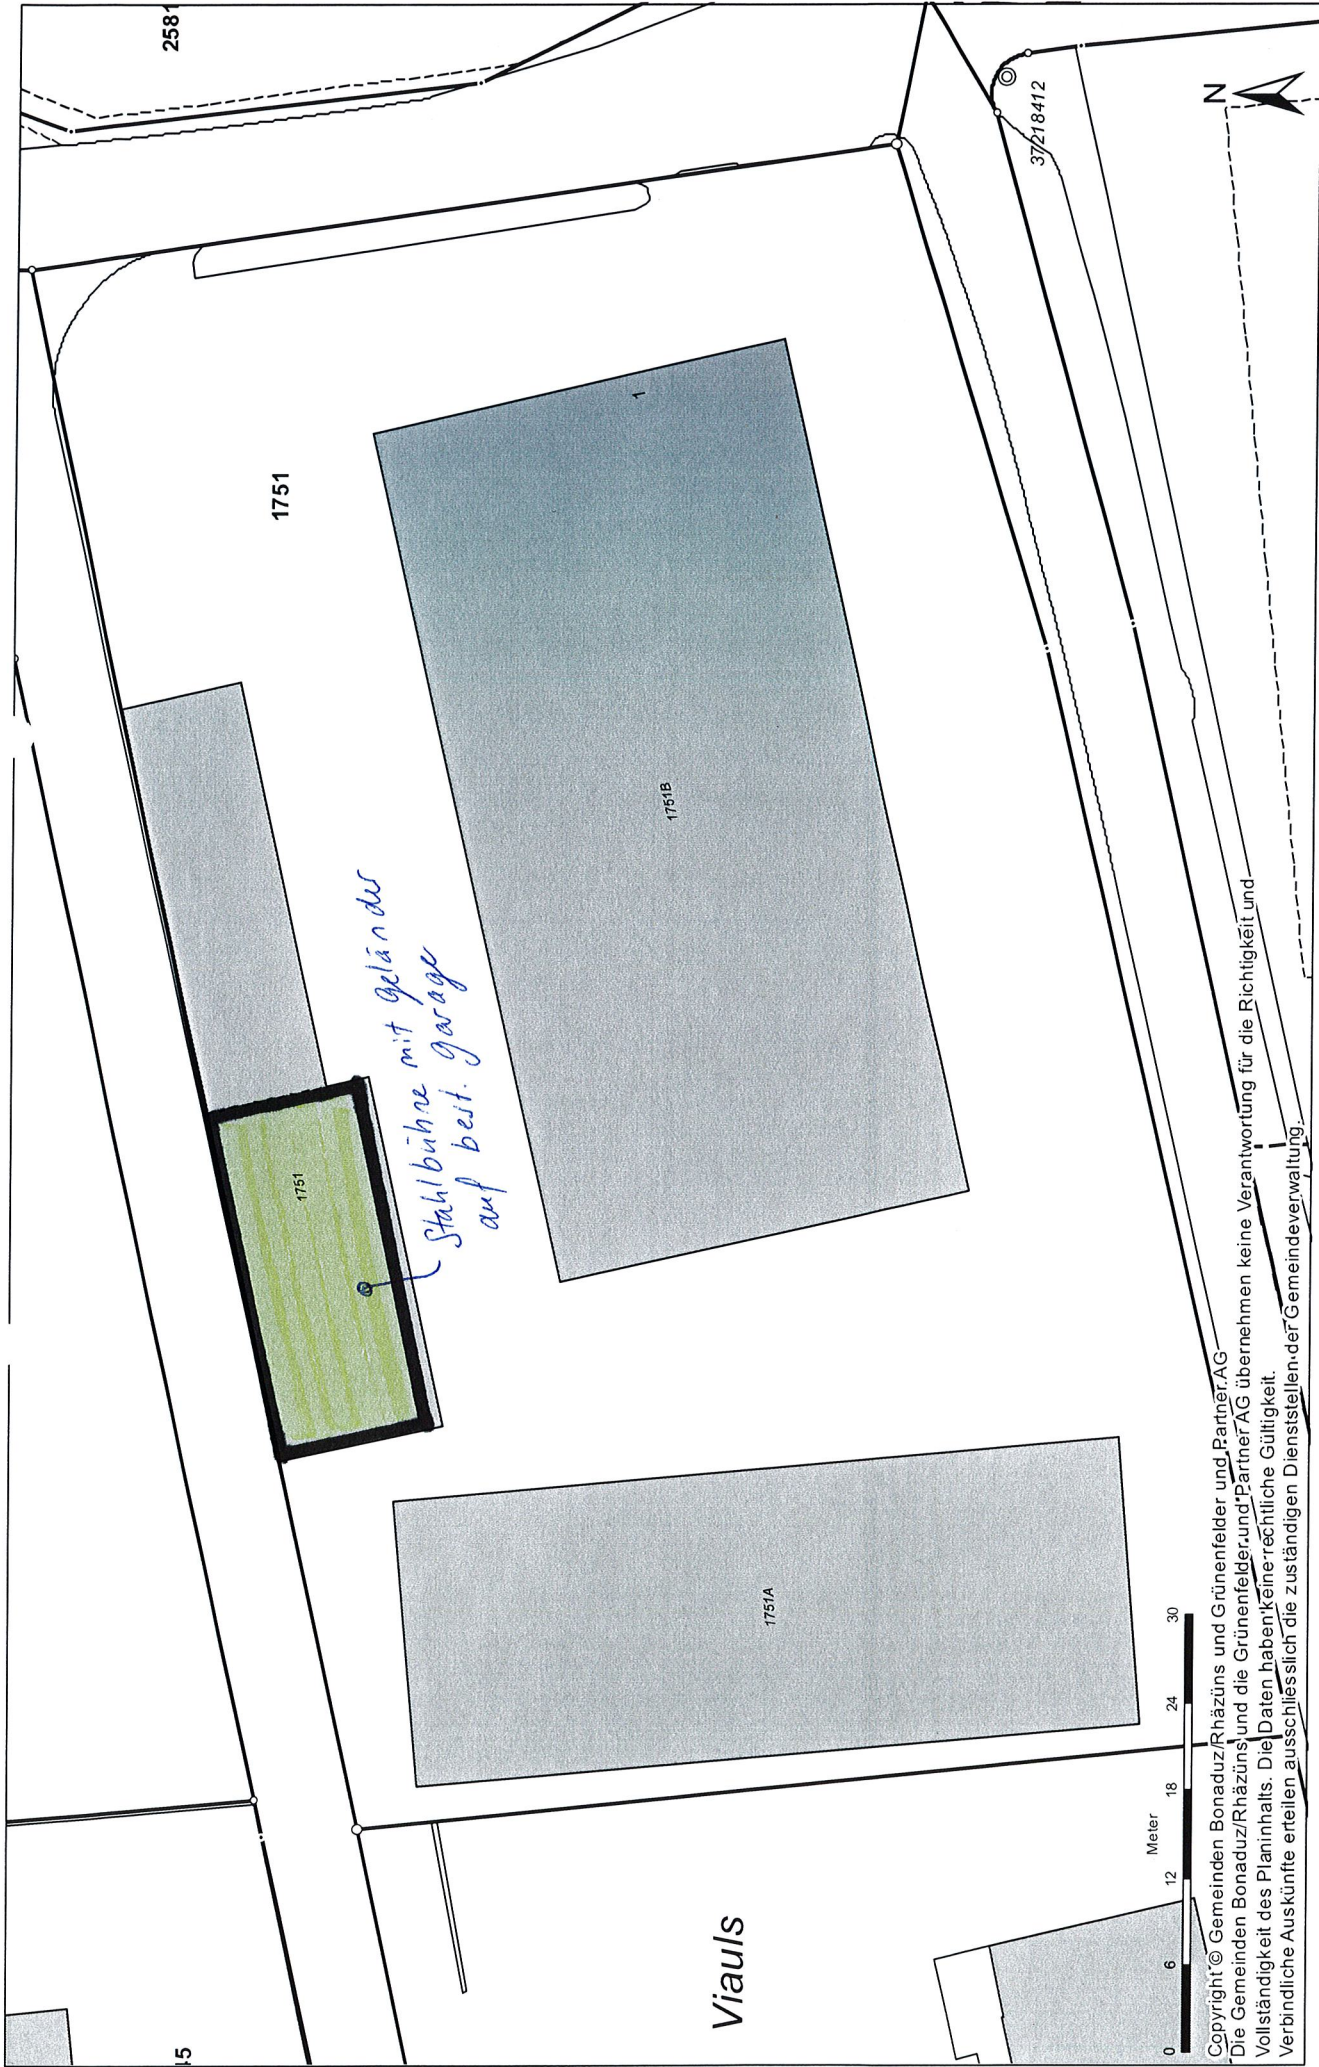 2581
1751
1751
Stahlbühne mit geländer
auf best. garage
1
1751B
1751A
45
Viauls
37218412
N
Meter
0 6 12 18 24 30
Copyright © Gemeinden Bonaduz/Rhäzüns und Grünenfelder und Partner AG
Die Gemeinden Bonaduz/Rhäzüns und die Grünenfelder und Partner AG übernehmen keine Verantwortung für die Richtigkeit und
Vollständigkeit des Planinhalts. Die Daten haben keine rechtliche Gültigkeit.
Verbindliche Auskünfte erteilen ausschliesslich die zuständigen Dienststellen der Gemeindeverwaltung.